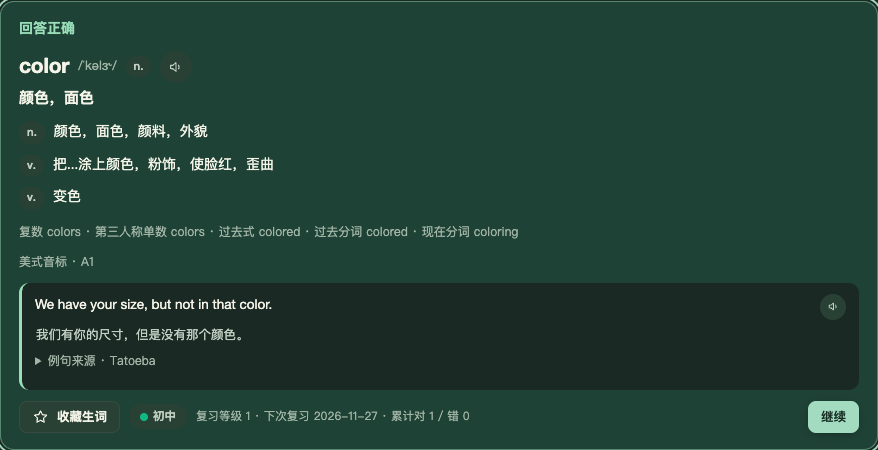 回答正确
color /ˈkəlɝ/ n.
颜色，面色
n. 颜色，面色，颜料，外貌
v. 把...涂上颜色，粉饰，使脸红，歪曲
v. 变色
复数 colors · 第三人称单数 colors · 过去式 colored · 过去分词 colored · 现在分词 coloring
美式音标 · A1
We have your size, but not in that color.
我们有你的尺寸，但是没有那个颜色。
例句来源 · Tatoeba
收藏生词 初中 复习等级 1 · 下次复习 2026-11-27 · 累计对 1 / 错 0 继续